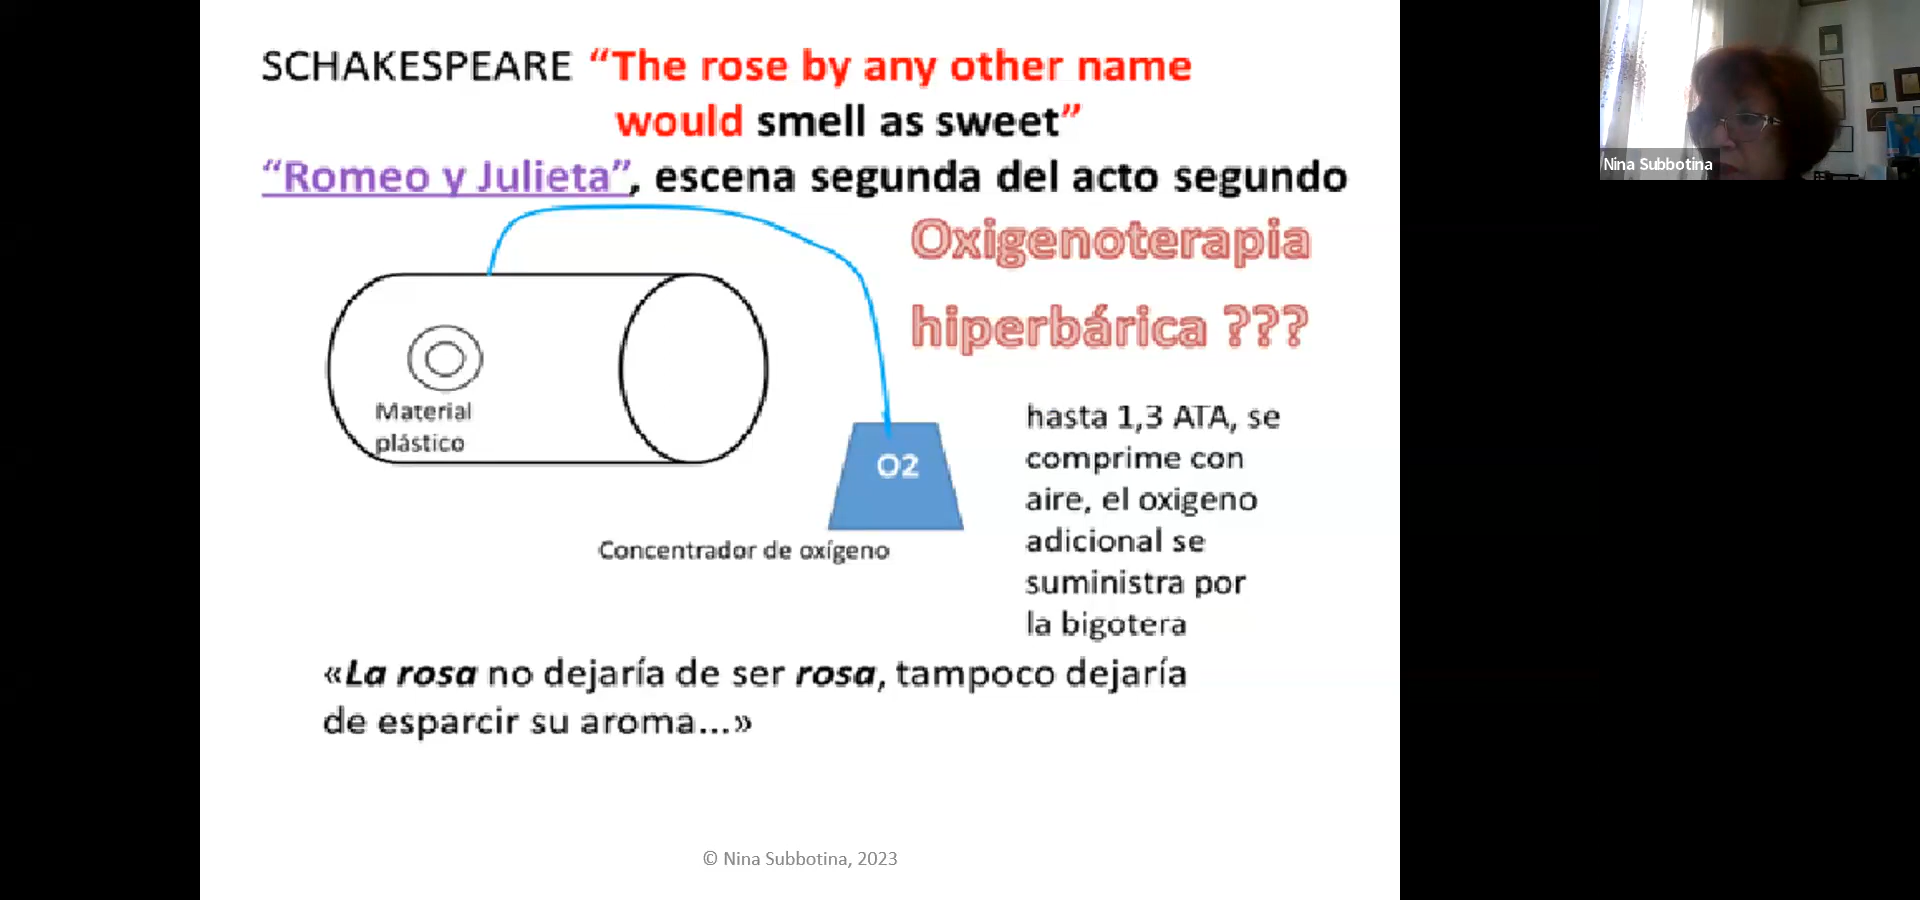 SCHAKESPEARE “The rose by any other name
would smell as sweet”
“Romeo y Julieta”, escena segunda del acto segundo
Oxigenoterapia
hiperbárica ???
Material
plástico
O2
Concentrador de oxígeno
hasta 1,3 ATA, se
comprime con
aire, el oxigeno
adicional se
suministra por
la bigotera
«La rosa no dejaría de ser rosa, tampoco dejaría
de esparcir su aroma...»
© Nina Subbotina, 2023
Nina Subbotina